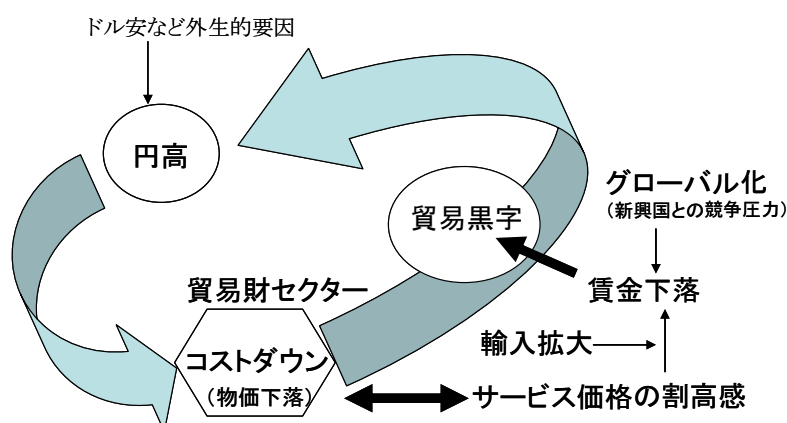 ドル安など外生的要因
円高
グローバル化
（新興国との競争圧力）
貿易黒字
貿易財セクター
賃金下落
コストダウン
（物価下落）
輸入拡大
サービス価格の割高感